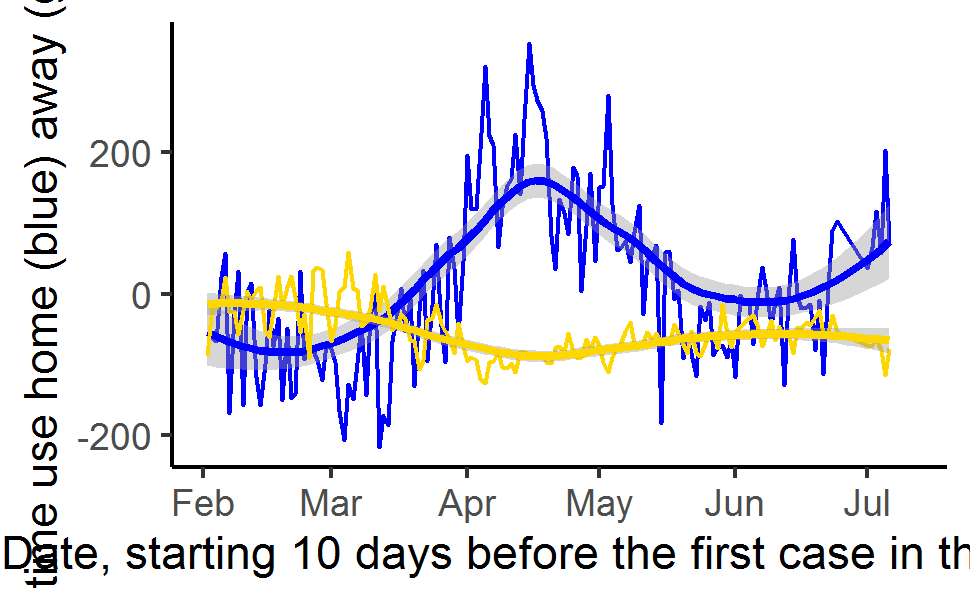 time use home (blue) away (
200
0
-200
Feb Mar Apr May Jun Jul
Date, starting 10 days before the first case in th